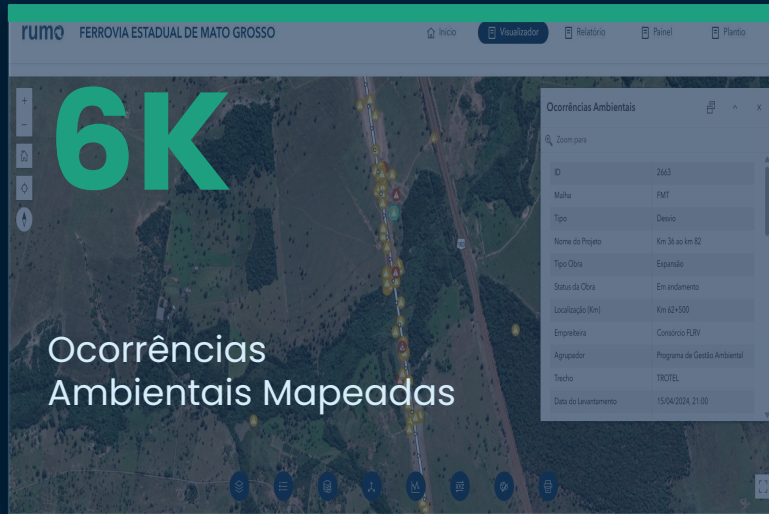 rumo FERROVIA ESTADUAL DE MATO GROSSO
Inicio Visualizador Relatório Painel Plantio
6K
Ocorrências
Ambientais Mapeadas
Ocorrências Ambientais
Zoom para
ID 2663
Malha FMT
Tipo Desvio
Nome do Projeto Km 36 ao km 82
Tipo Obra Expansão
Status da Obra Em andamento
Localização (Km) Km 62+500
Empreiteira Consórcio FLRV
Agrupador Programa de Gestão Ambiental
Trecho TROTEL
Data do Levantamento 15/04/2024, 21:00